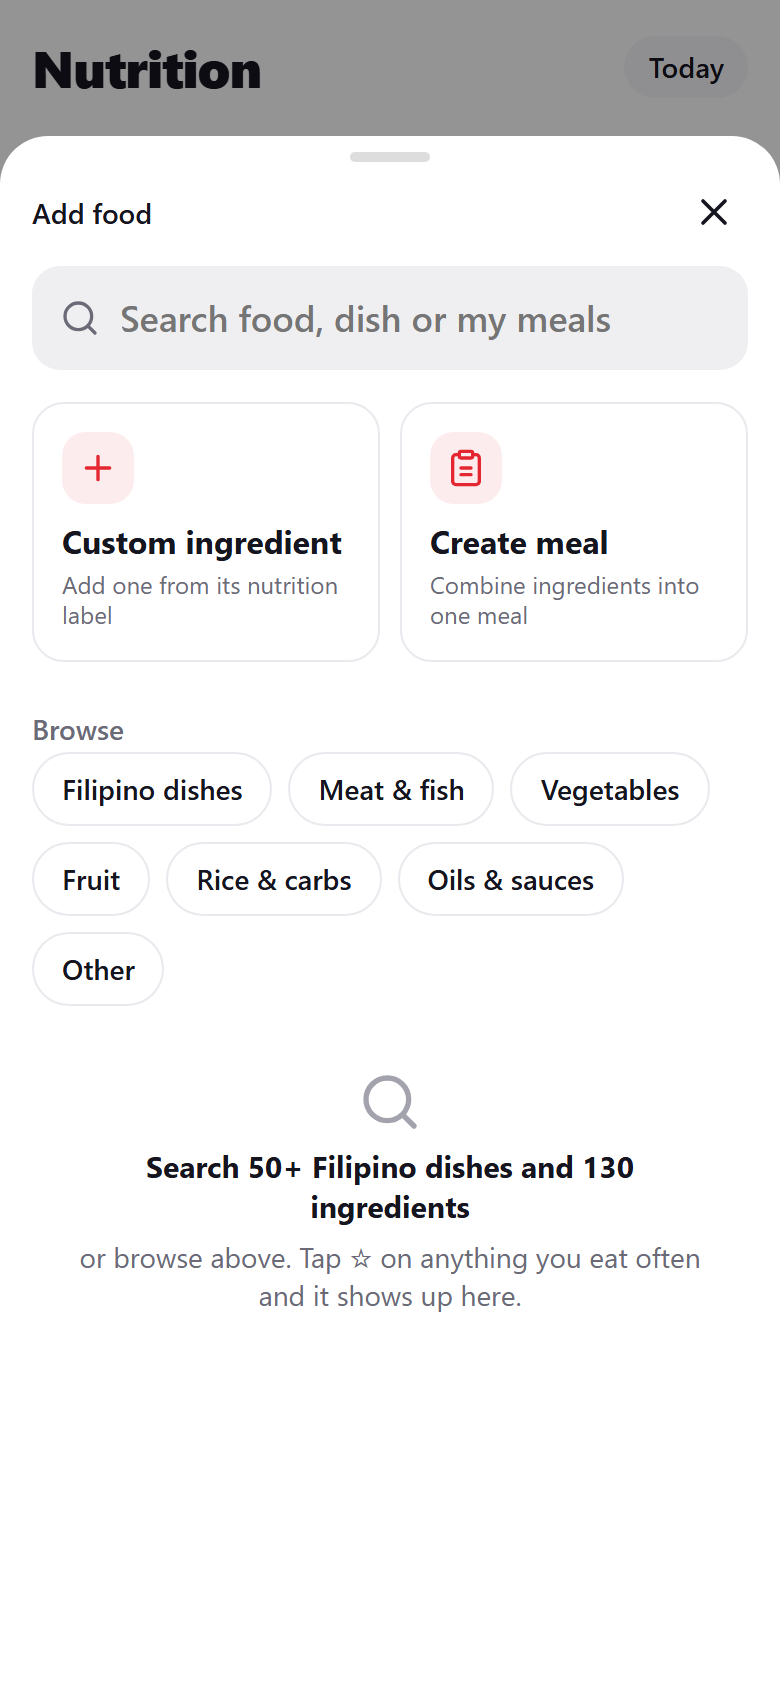 Nutrition
Today
Add food
Search food, dish or my meals
Custom ingredient
Add one from its nutrition
label
Create meal
Combine ingredients into
one meal
Browse
Filipino dishes
Meat & fish
Vegetables
Fruit
Rice & carbs
Oils & sauces
Other
Search 50+ Filipino dishes and 130
ingredients
or browse above. Tap ☆ on anything you eat often
and it shows up here.